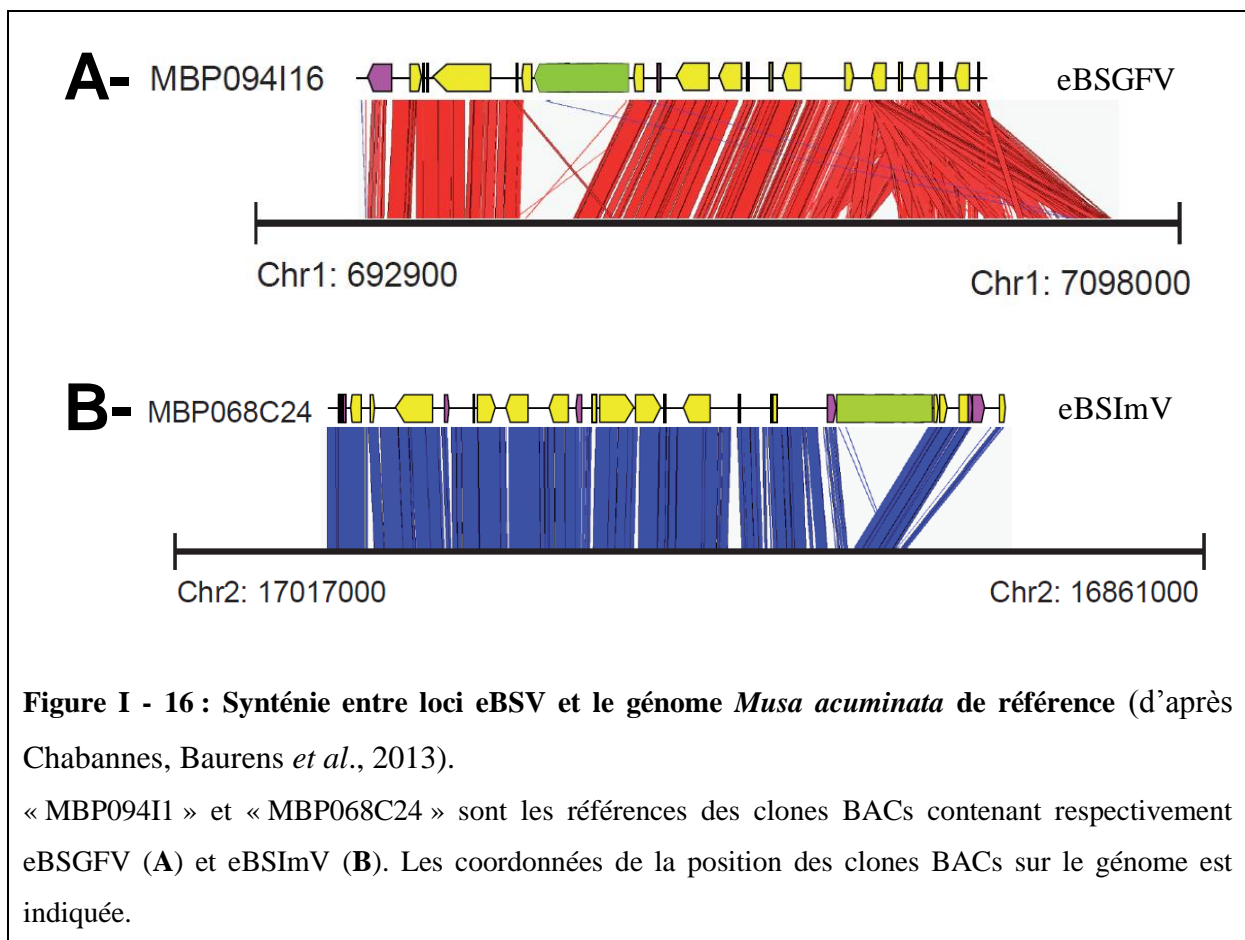 A- MBP094I16 eBSGFV
Chr1: 692900 Chr1: 7098000
B- MBP068C24 eBSImV
Chr2: 17017000 Chr2: 16861000
Figure I - 16 : Synténie entre loci eBSV et le génome Musa acuminata de référence (d’après
Chabannes, Baurens et al., 2013).
« MBP094I1 » et « MBP068C24 » sont les références des clones BACs contenant respectivement
eBSGFV (A) et eBSImV (B). Les coordonnées de la position des clones BACs sur le génome est
indiquée.